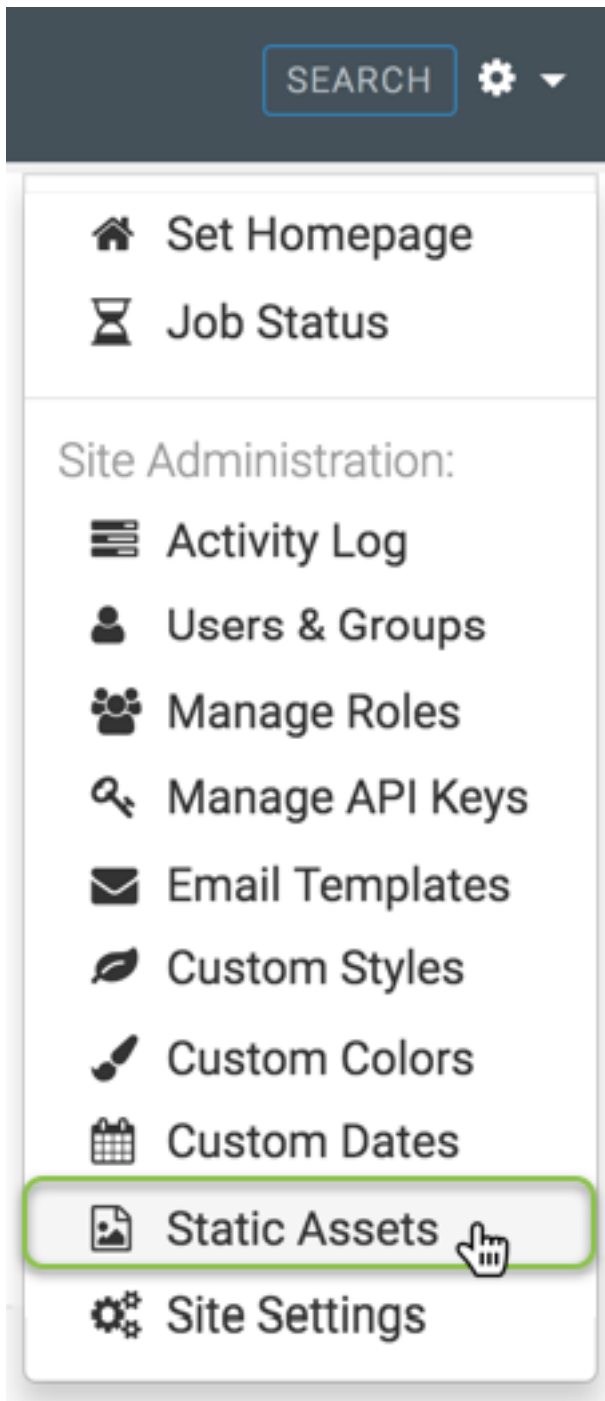 SEARCH
Set Homepage
Job Status
Site Administration:
Activity Log
Users & Groups
Manage Roles
Manage API Keys
Email Templates
Custom Styles
Custom Colors
Custom Dates
Static Assets
Site Settings